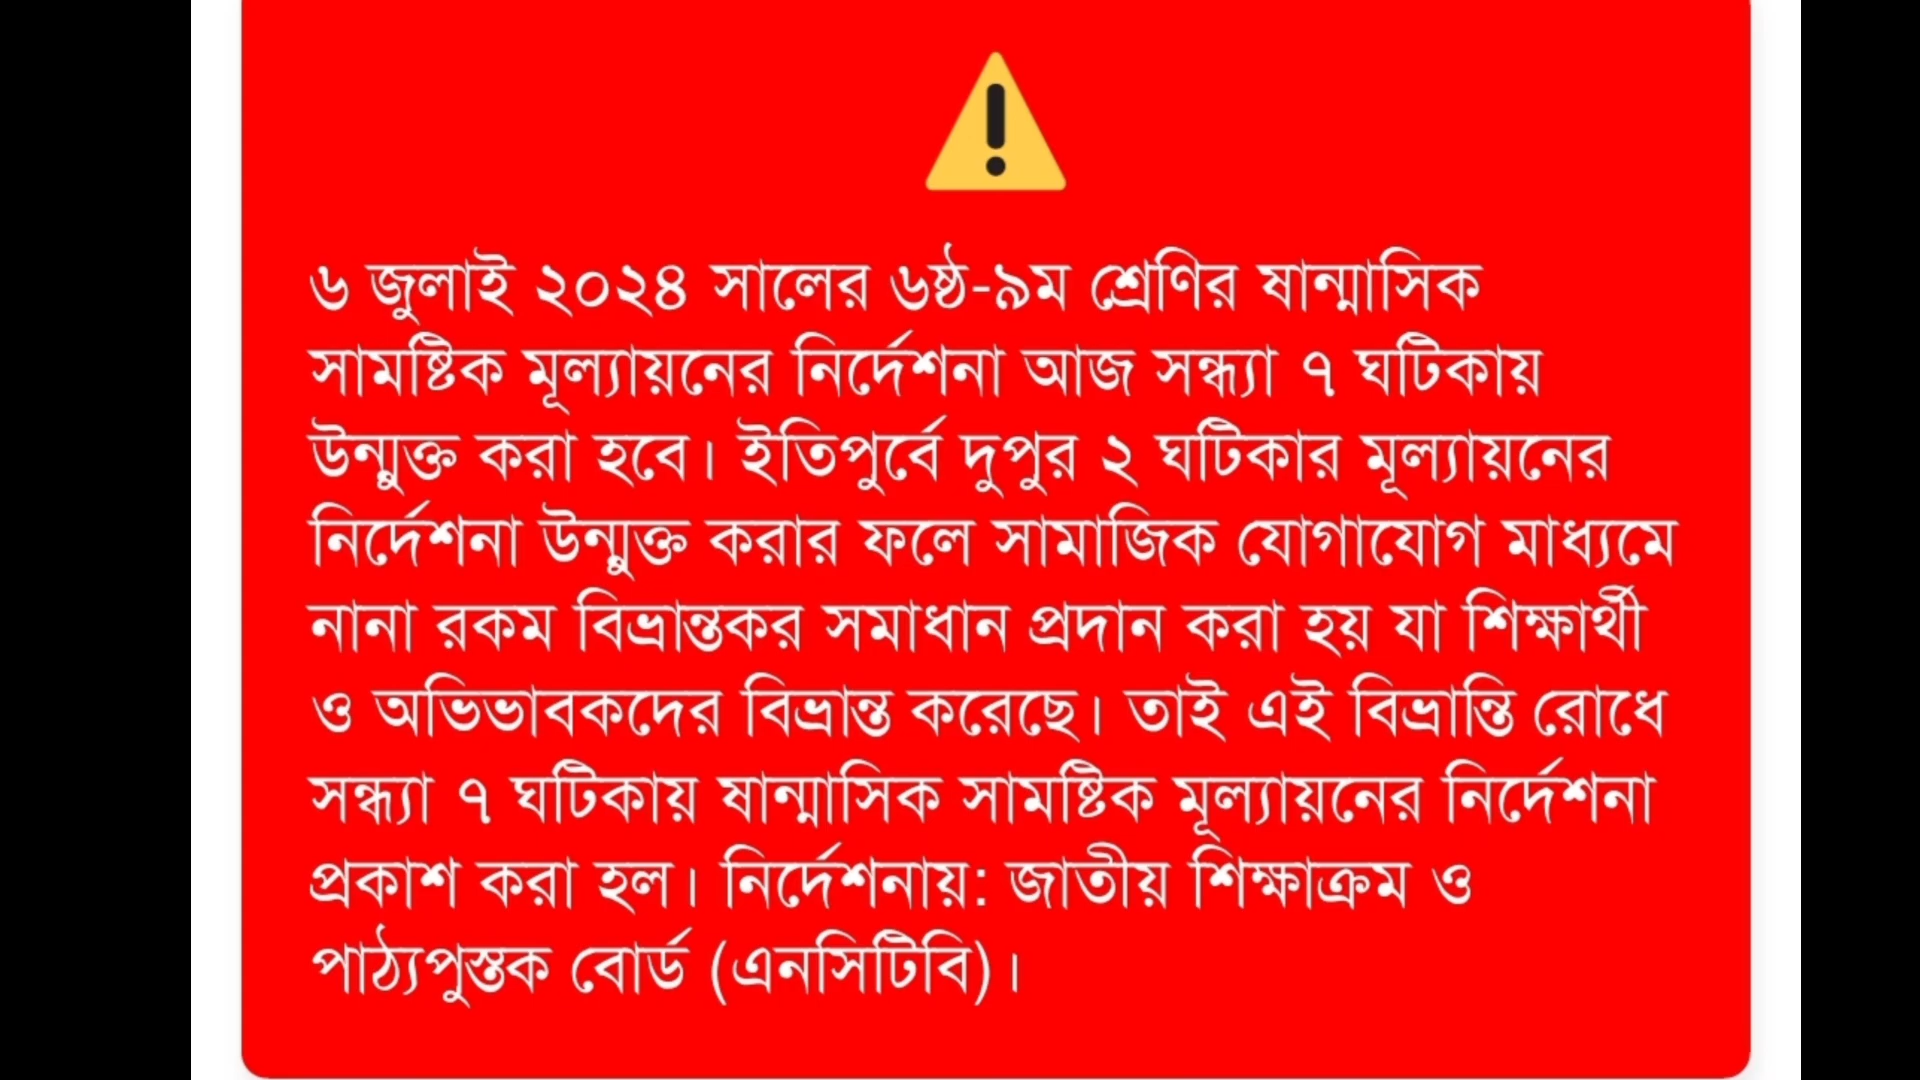 ৬ জুলাই ২০২৪ সালের ৬ষ্ঠ-৯ম শ্রেণির ষান্মাসিক
সামষ্টিক মূল্যায়নের নির্দেশনা আজ সন্ধ্যা ৭ ঘটিকায়
উন্মুক্ত করা হবে। ইতিপুর্বে দুপুর ২ ঘটিকার মূল্যায়নের
নির্দেশনা উন্মুক্ত করার ফলে সামাজিক যোগাযোগ মাধ্যমে
নানা রকম বিভ্রান্তকর সমাধান প্রদান করা হয় যা শিক্ষার্থী
ও অভিভাবকদের বিভ্রান্ত করেছে। তাই এই বিভ্রান্তি রোধে
সন্ধ্যা ৭ ঘটিকায় ষান্মাসিক সামষ্টিক মূল্যায়নের নির্দেশনা
প্রকাশ করা হল। নির্দেশনায়: জাতীয় শিক্ষাক্রম ও
পাঠ্যপুস্তক বোর্ড (এনসিটিবি)।